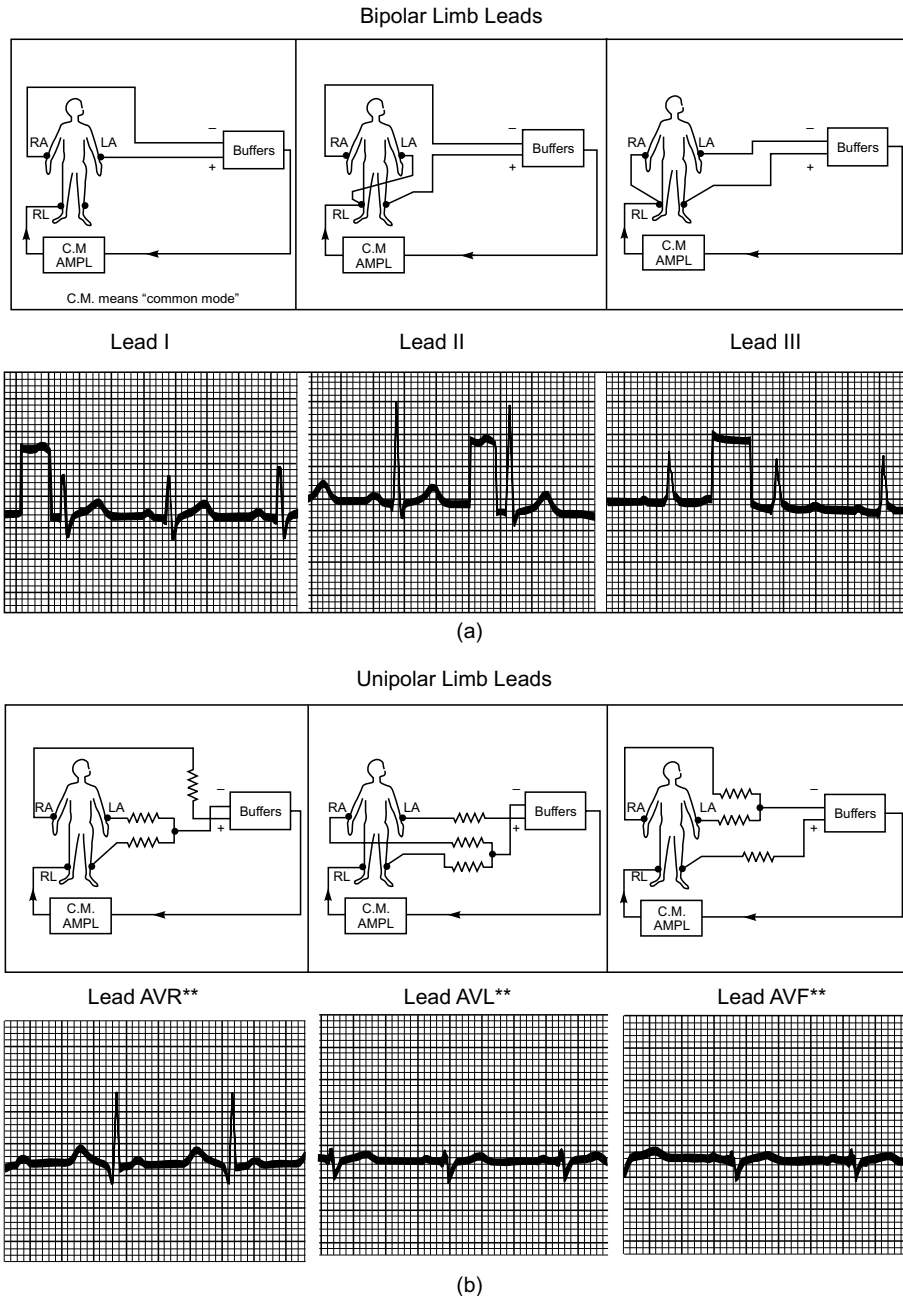 Bipolar Limb Leads
RA
LA
RL
–
+
Buffers
C.M
AMPL
C.M. means “common mode”
RA
LA
RL
–
+
Buffers
C.M
AMPL
RA
LA
RL
–
+
Buffers
C.M
AMPL
Lead I
Lead II
Lead III
(a)
Unipolar Limb Leads
RA
LA
RL
–
+
Buffers
C.M.
AMPL
RA
LA
RL
–
+
Buffers
C.M.
AMPL
RA
LA
RL
–
+
Buffers
C.M.
AMPL
Lead AVR**
Lead AVL**
Lead AVF**
(b)